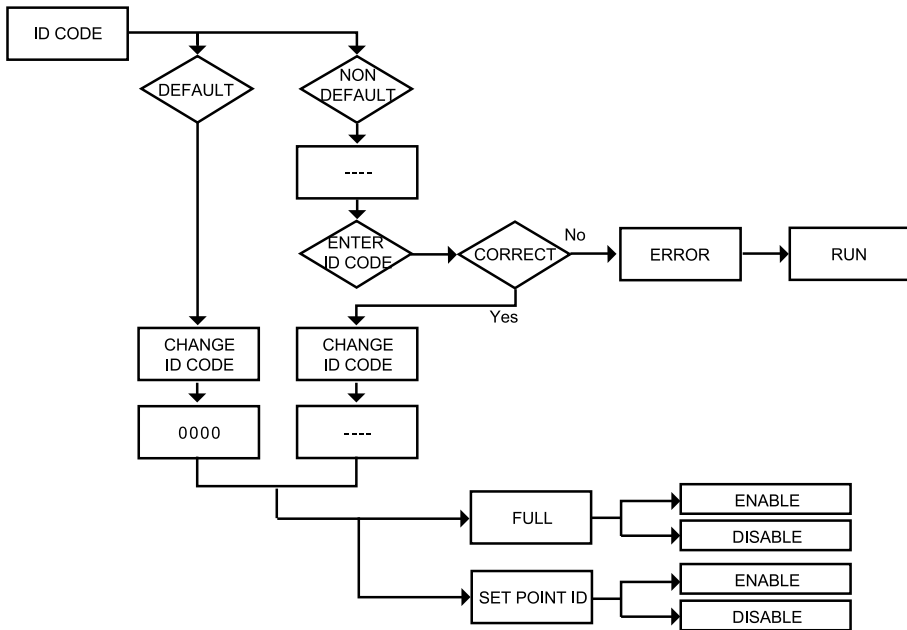 ID CODE
DEFAULT
NON
DEFAULT
----
ENTER
ID CODE
CORRECT
No
ERROR
RUN
Yes
CHANGE
ID CODE
CHANGE
ID CODE
0000
----
FULL
ENABLE
DISABLE
SET POINT ID
ENABLE
DISABLE